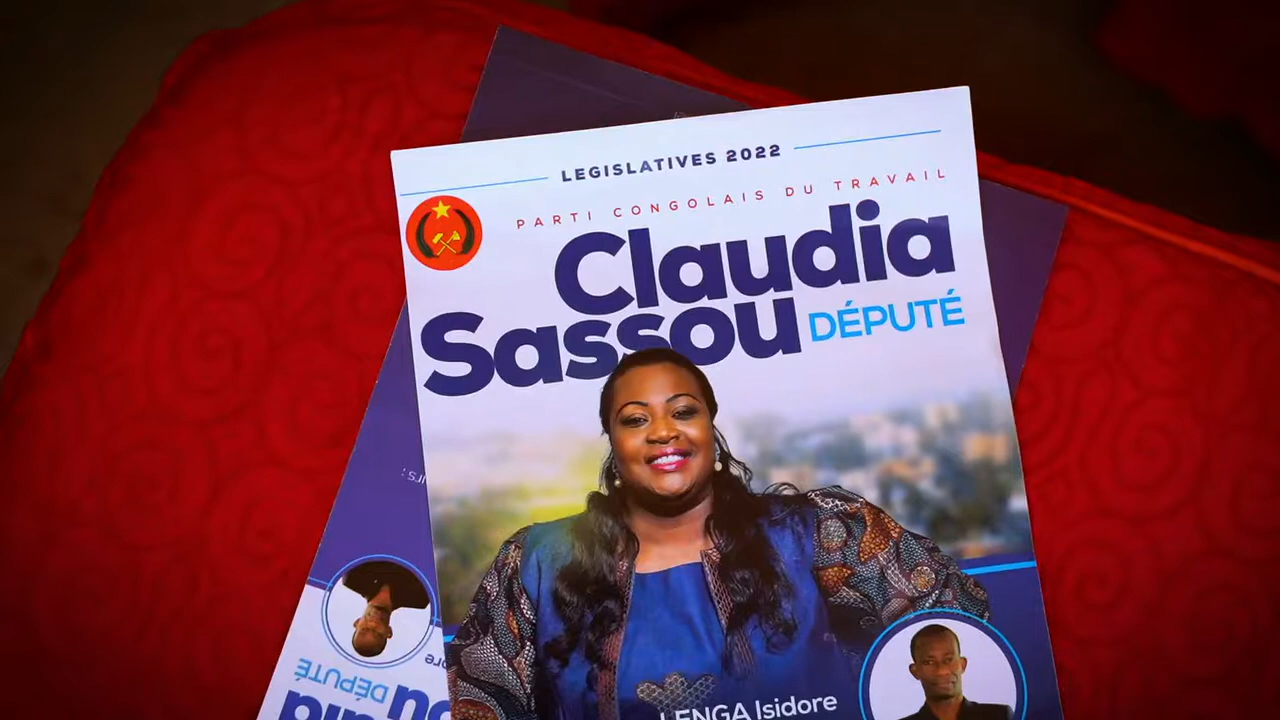 LEGISLATIVES 2022
PARTI CONGOLAIS DU TRAVAIL
Claudia
Sassou DÉPUTÉ
LENGA Isidore
DÉPUTÉ